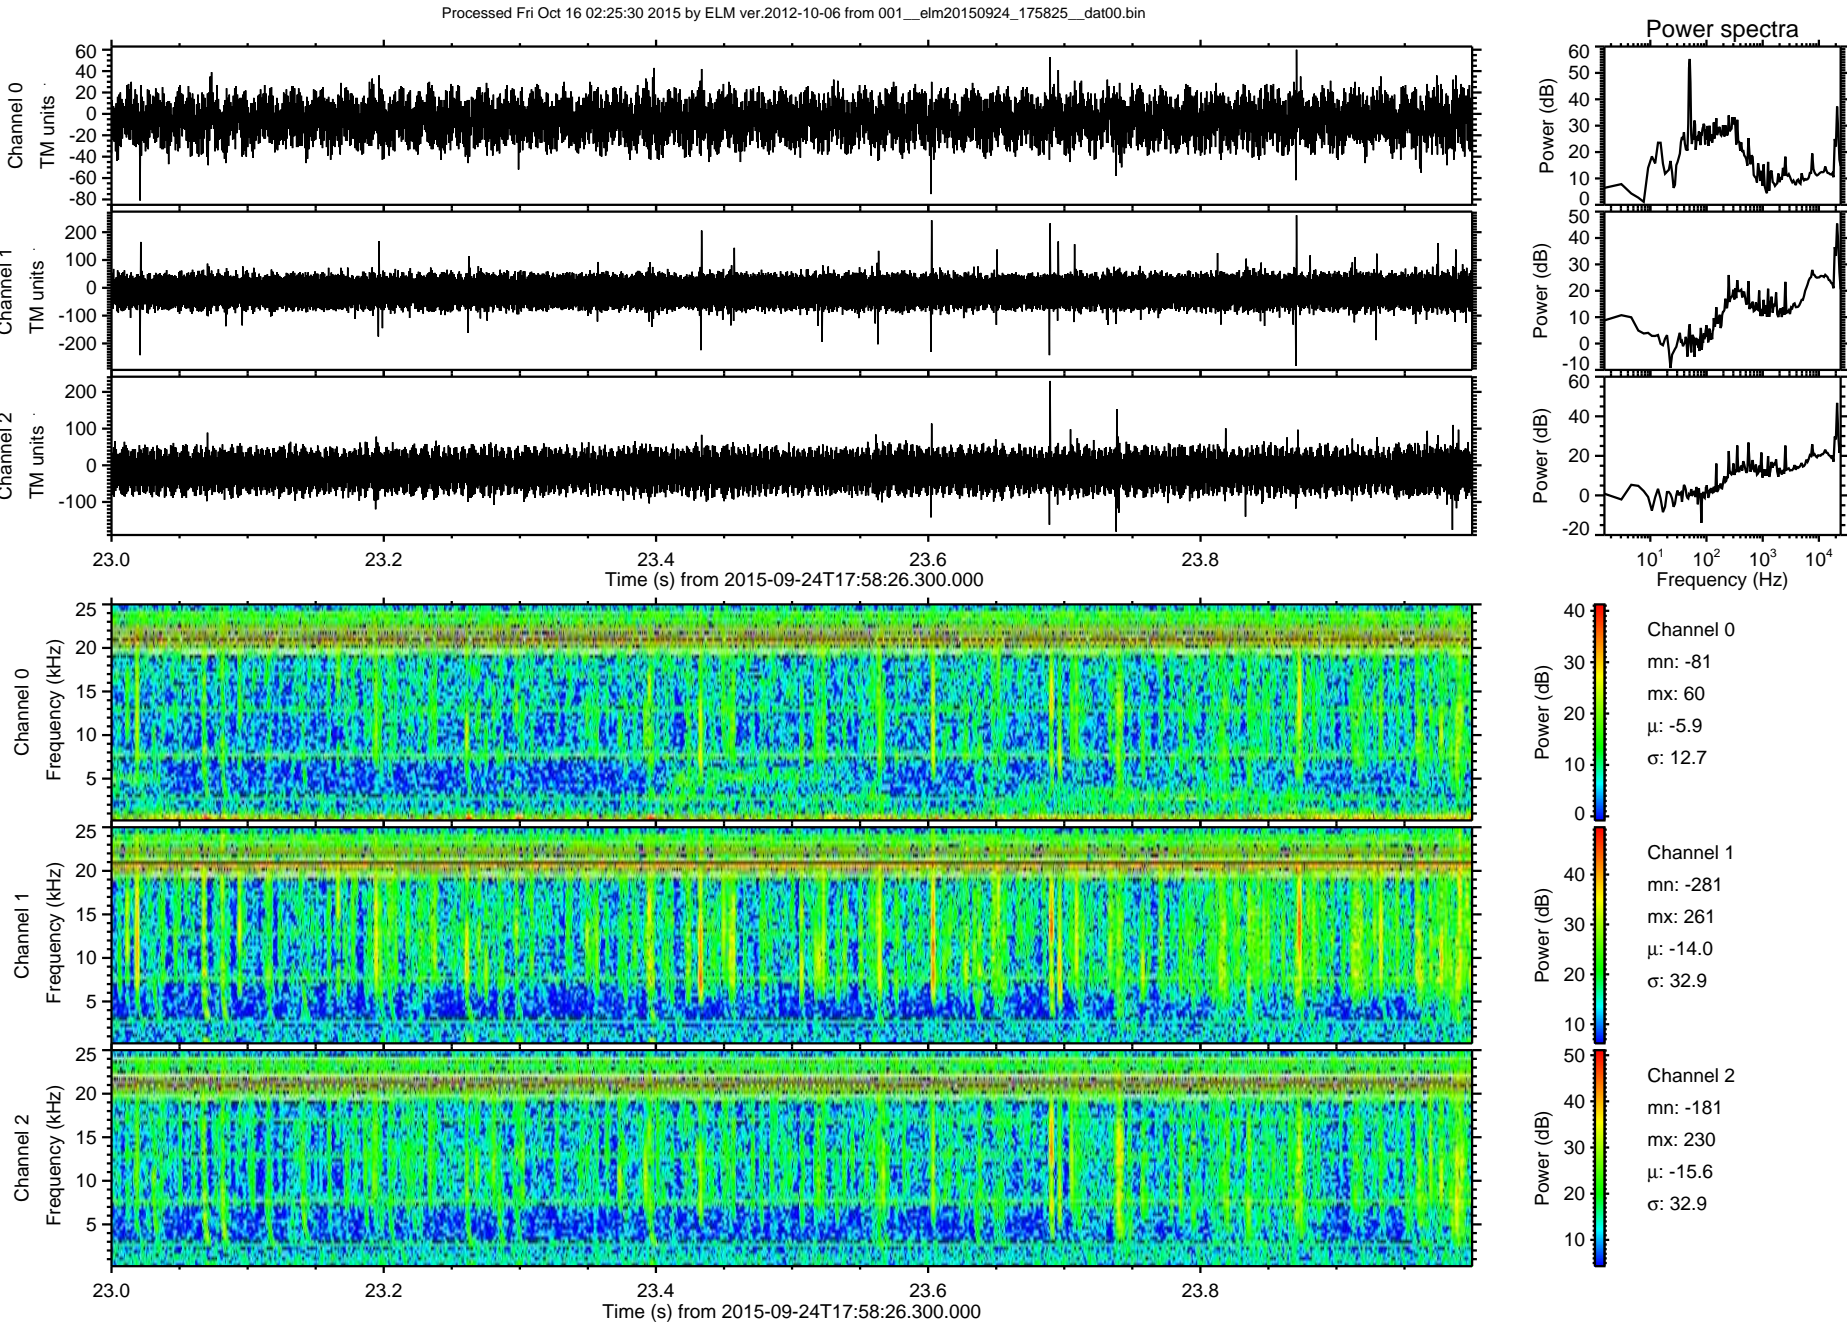 Processed Fri Oct 16 02:25:30 2015 by ELM ver.2012-10-06 from 001__elm20150924_175825__dat00.bin
Power spectra
Channel 0
TM units
60
40
20
0
-20
-40
-60
-80
Power (dB)
60
50
40
30
20
10
0
Channel 1
TM units
200
100
0
-100
-200
Power (dB)
50
40
30
20
10
0
-10
Channel 2
TM units
200
100
0
-100
Power (dB)
60
40
20
0
-20
23.0 23.2 23.4 23.6 23.8
Time (s) from 2015-09-24T17:58:26.300.000
10¹ 10² 10³ 10⁴
Frequency (Hz)
Channel 0
Frequency (kHz)
25
20
15
10
5
Power (dB)
40
30
20
10
0
Channel 0
mn: -81
mx: 60
μ: -5.9
σ: 12.7
Channel 1
Frequency (kHz)
25
20
15
10
5
Power (dB)
40
30
20
10
Channel 1
mn: -281
mx: 261
μ: -14.0
σ: 32.9
Channel 2
Frequency (kHz)
25
20
15
10
5
Power (dB)
50
40
30
20
10
Channel 2
mn: -181
mx: 230
μ: -15.6
σ: 32.9
23.0 23.2 23.4 23.6 23.8
Time (s) from 2015-09-24T17:58:26.300.000